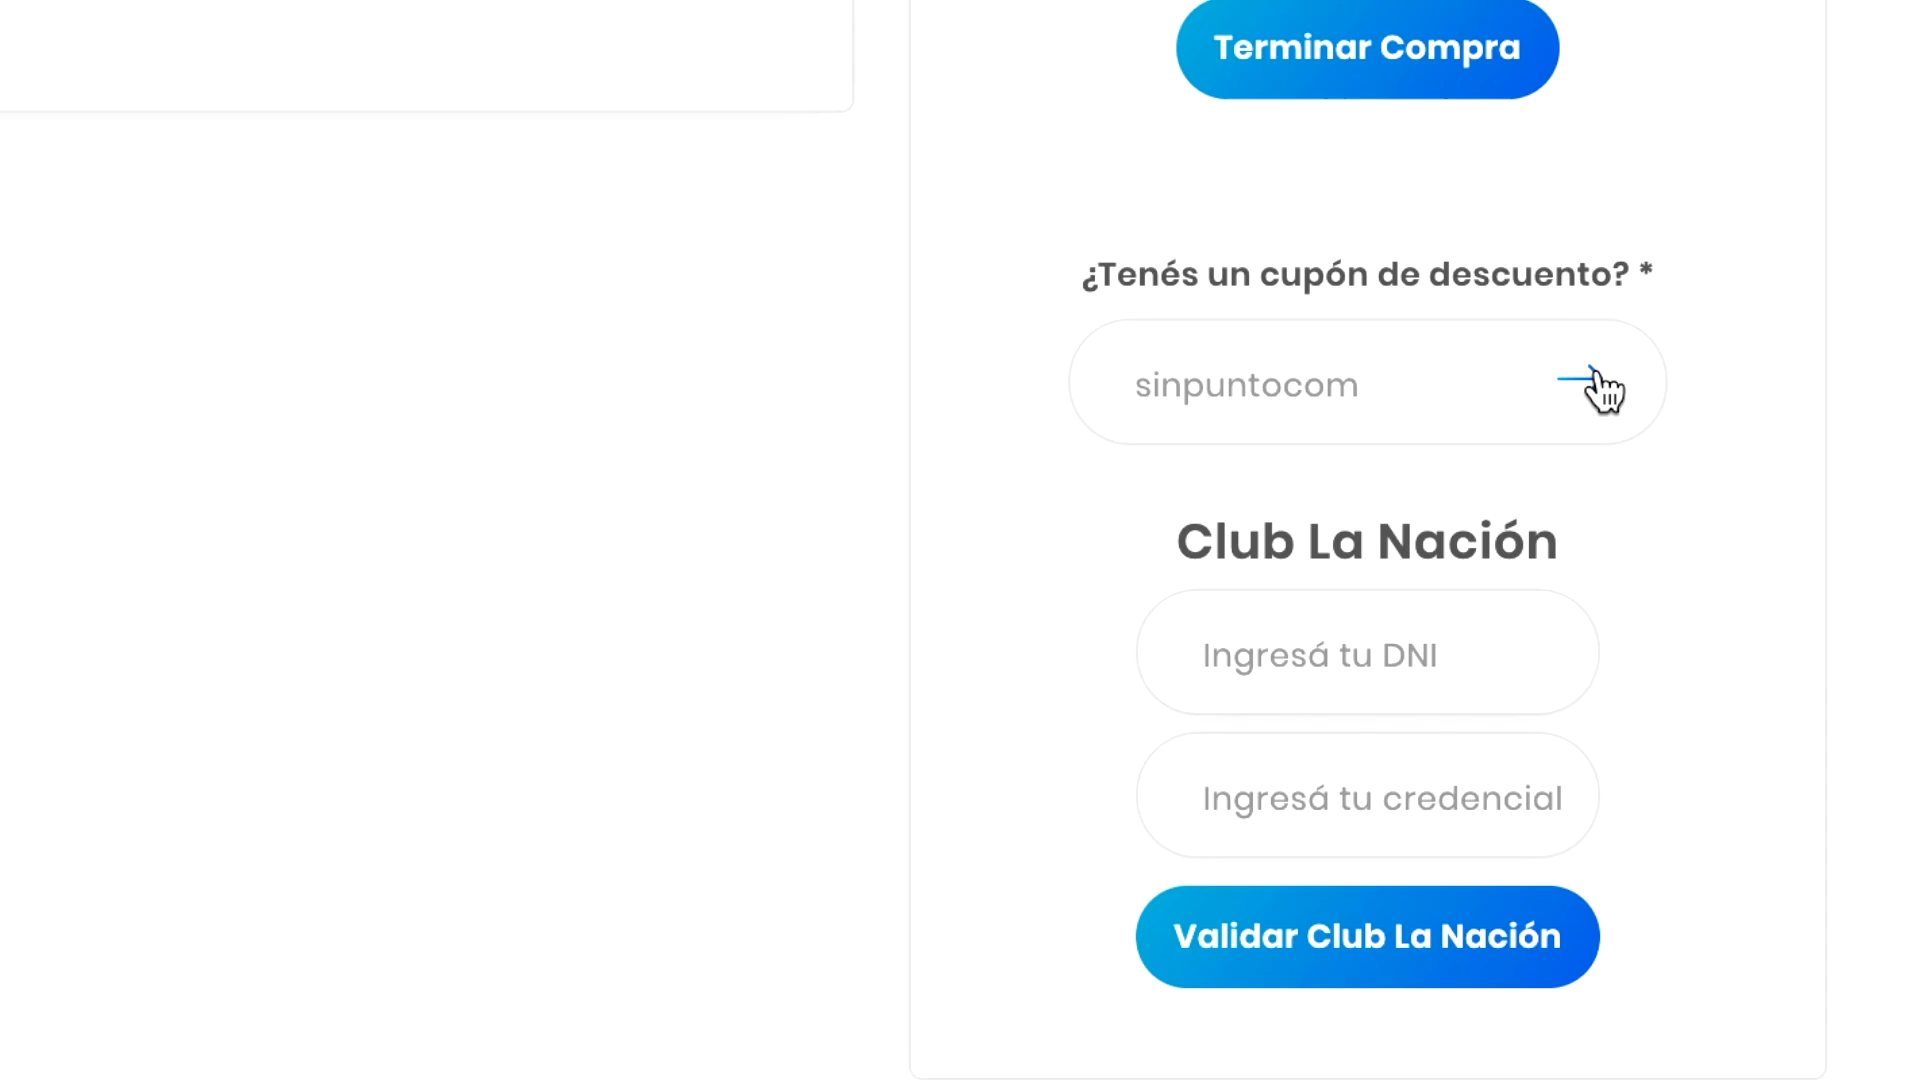 Terminar Compra
¿Tenés un cupón de descuento? *
sinpuntocom
Club La Nación
Ingresá tu DNI
Ingresá tu credencial
Validar Club La Nación